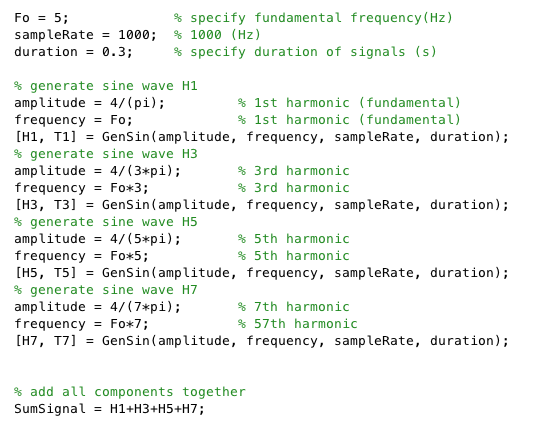 Fo = 5;             % specify fundamental frequency(Hz)
sampleRate = 1000;  % 1000 (Hz)
duration = 0.3;     % specify duration of signals (s)
% generate sine wave H1
amplitude = 4/(pi);         % 1st harmonic (fundamental)
frequency = Fo;             % 1st harmonic (fundamental)
[H1, T1] = GenSin(amplitude, frequency, sampleRate, duration);
% generate sine wave H3
amplitude = 4/(3*pi);       % 3rd harmonic
frequency = Fo*3;           % 3rd harmonic
[H3, T3] = GenSin(amplitude, frequency, sampleRate, duration);
% generate sine wave H5
amplitude = 4/(5*pi);       % 5th harmonic
frequency = Fo*5;           % 5th harmonic
[H5, T5] = GenSin(amplitude, frequency, sampleRate, duration);
% generate sine wave H7
amplitude = 4/(7*pi);       % 7th harmonic
frequency = Fo*7;           % 57th harmonic
[H7, T7] = GenSin(amplitude, frequency, sampleRate, duration);
% add all components together
SumSignal = H1+H3+H5+H7;